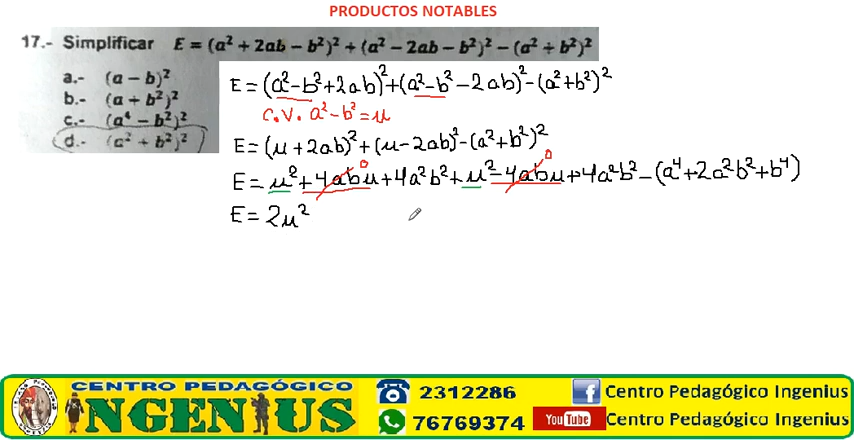 PRODUCTOS NOTABLES
17.- Simplificar E = (a² + 2ab – b²)² + (a² – 2ab – b²)² – (a² + b²)²
a.- (a – b)²
b.- (a + b²)²
c.- (a⁴ – b²)²
d.- (a² + b²)²
E = (a²-b²+2ab)²+(a²-b²-2ab)²-(a²+b²)²
C.V. a²-b²=u
E = (u+2ab)²+(u-2ab)²-(a²+b²)²
E = u²+4abu+4a²b²+u²-4abu+4a²b²-(a⁴+2a²b²+b⁴)
0 0
E = 2u²
CENTRO PEDAGÓGICO
INGENIUS
2312286
76769374
f Centro Pedagógico Ingenius
YouTube Centro Pedagógico Ingenius